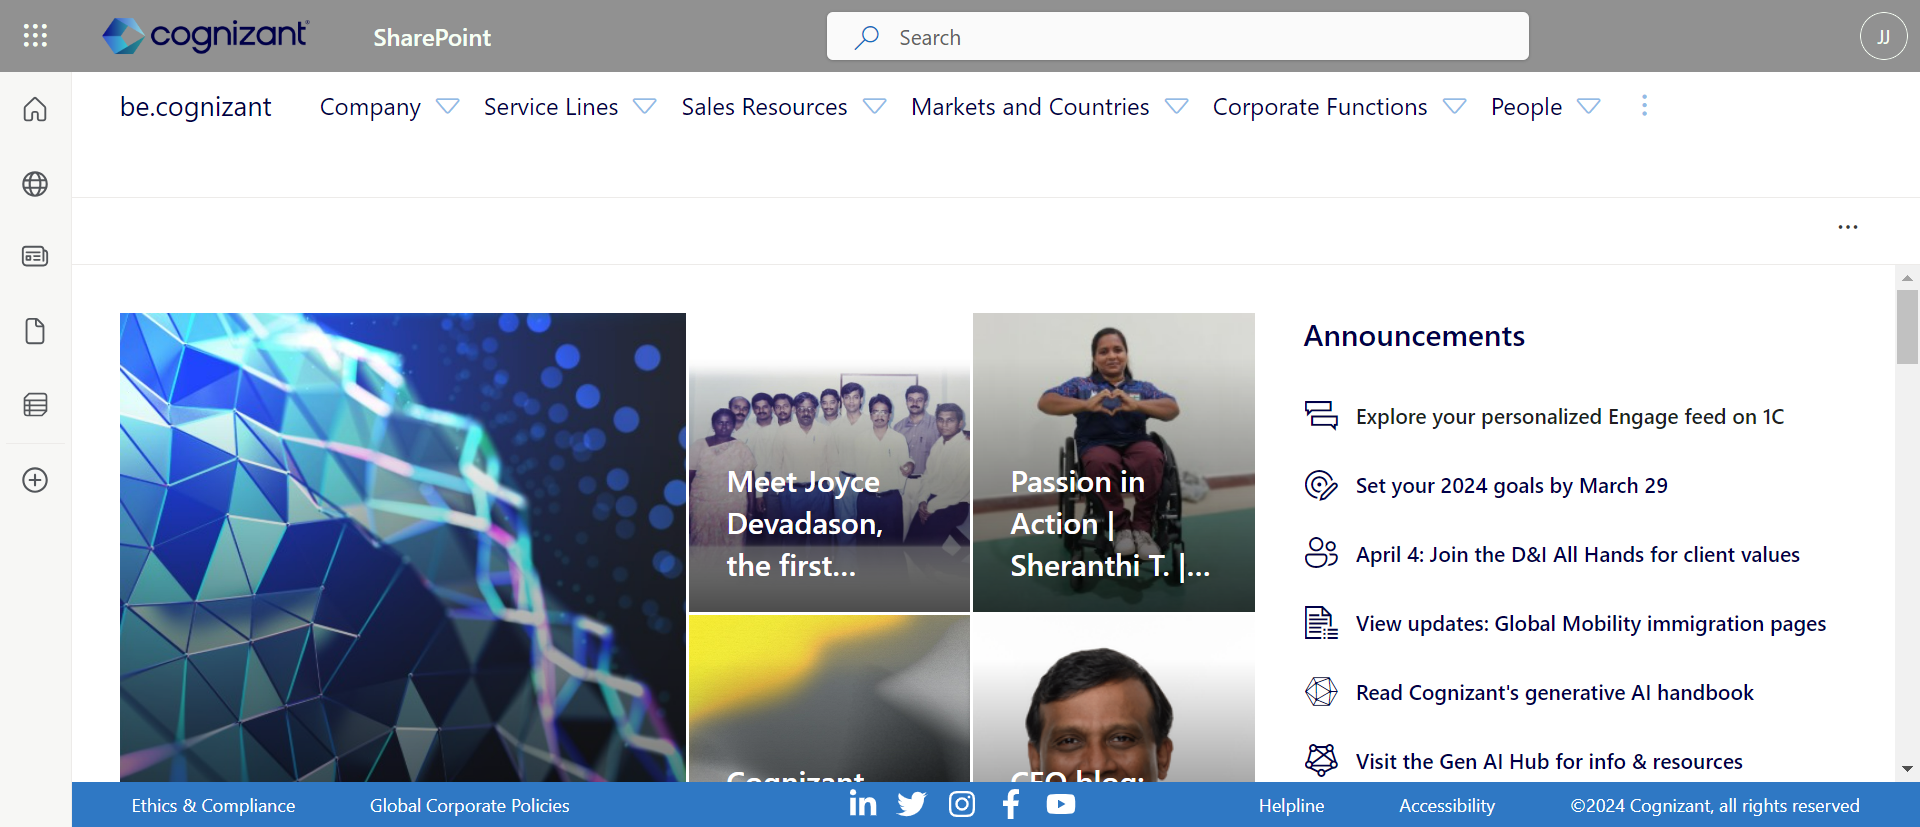 cognizant
SharePoint
Search
JJ
be.cognizant
Company
Service Lines
Sales Resources
Markets and Countries
Corporate Functions
People
Meet Joyce
Devadason,
the first...
Passion in
Action |
Sheranthi T. |...
Cognizant
CEO blog:
Announcements
Explore your personalized Engage feed on 1C
Set your 2024 goals by March 29
April 4: Join the D&I All Hands for client values
View updates: Global Mobility immigration pages
Read Cognizant's generative AI handbook
Visit the Gen AI Hub for info & resources
Ethics & Compliance
Global Corporate Policies
Helpline
Accessibility
©2024 Cognizant, all rights reserved